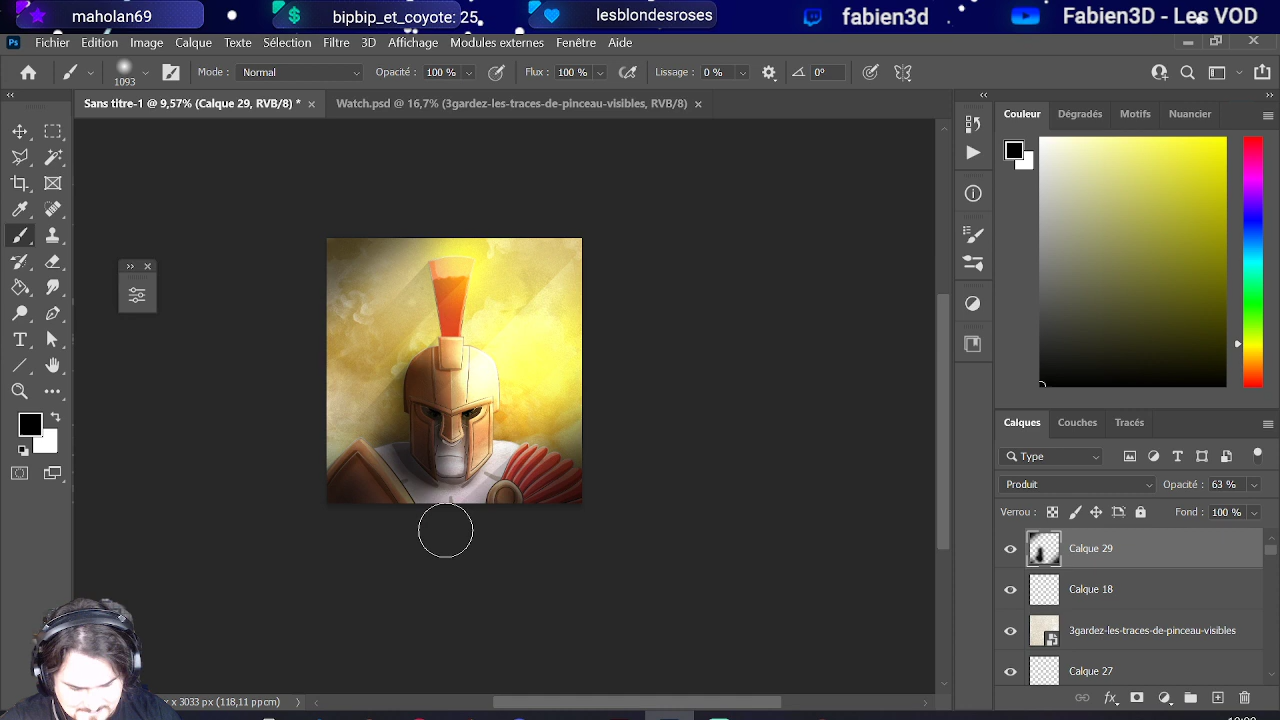 maholan69
bipbip_et_coyote: 25
lesblondesroses
fabien3d
Fabien3D - Les VOD
Ps Fichier Edition Image Calque Texte Sélection Filtre 3D Affichage Modules externes Fenêtre Aide
1093 Mode : Normal Opacité : 100 % Flux : 100 % Lissage : 0 % 0°
Sans titre-1 @ 9,57% (Calque 29, RVB/8) * × Watch.psd @ 16,7% (3gardez-les-traces-de-pinceau-visibles, RVB/8) ×
Couleur Dégradés Motifs Nuancier
Calques Couches Tracés
Type
Produit Opacité : 63 %
Verrou : Fond : 100 %
Calque 29
Calque 18
3gardez-les-traces-de-pinceau-visibles
Calque 27
x 3033 px (118,11 ppcm)